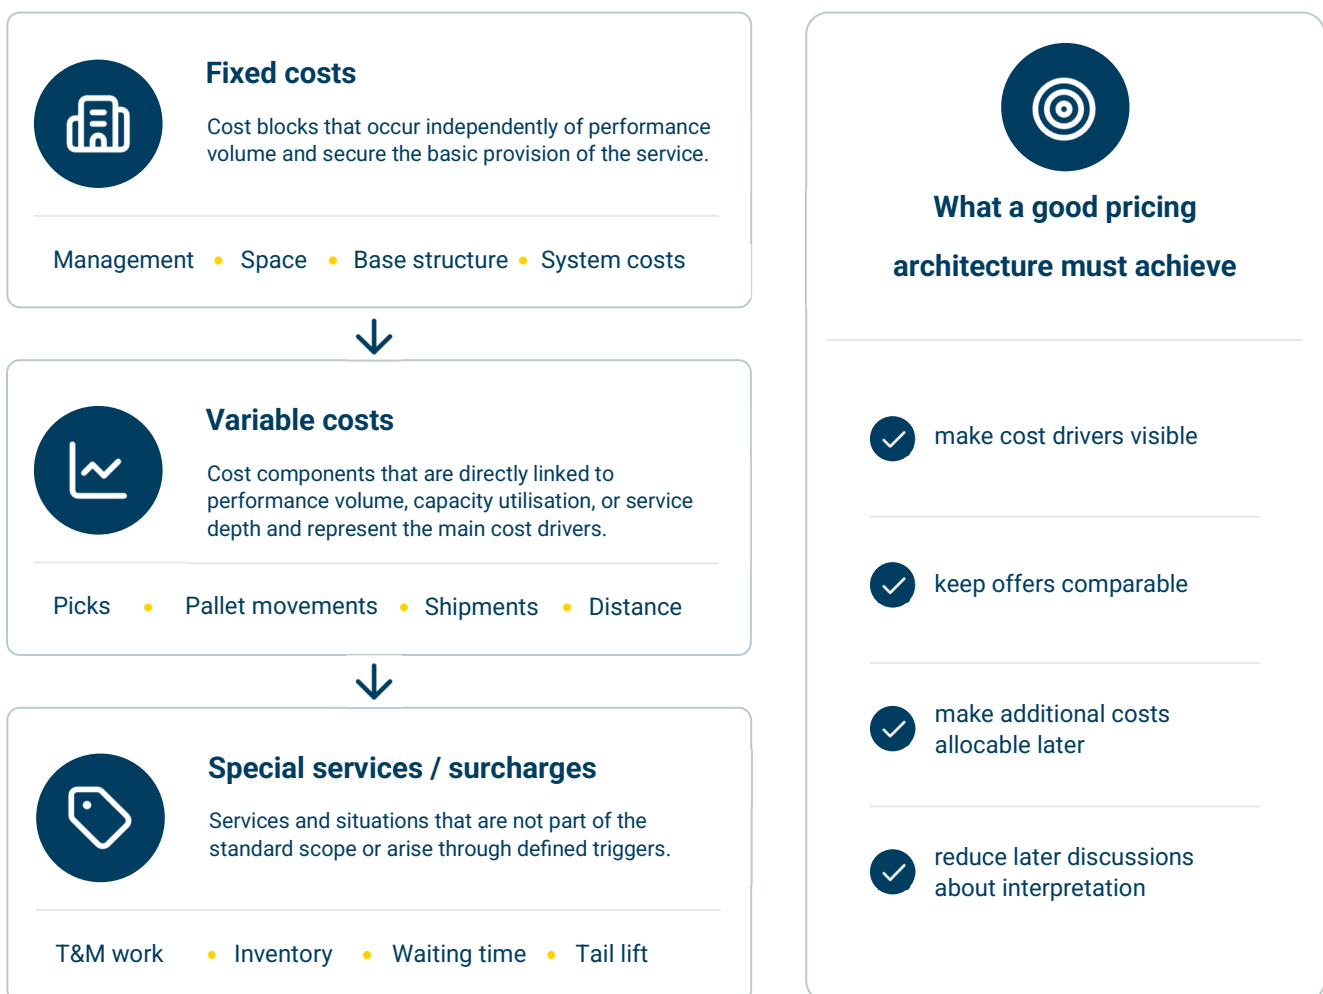 Fixed costs
Cost blocks that occur independently of performance
volume and secure the basic provision of the service.
Management • Space • Base structure • System costs
Variable costs
Cost components that are directly linked to
performance volume, capacity utilisation, or service
depth and represent the main cost drivers.
Picks • Pallet movements • Shipments • Distance
Special services / surcharges
Services and situations that are not part of the
standard scope or arise through defined triggers.
T&M work • Inventory • Waiting time • Tail lift
What a good pricing
architecture must achieve
make cost drivers visible
keep offers comparable
make additional costs
allocable later
reduce later discussions
about interpretation